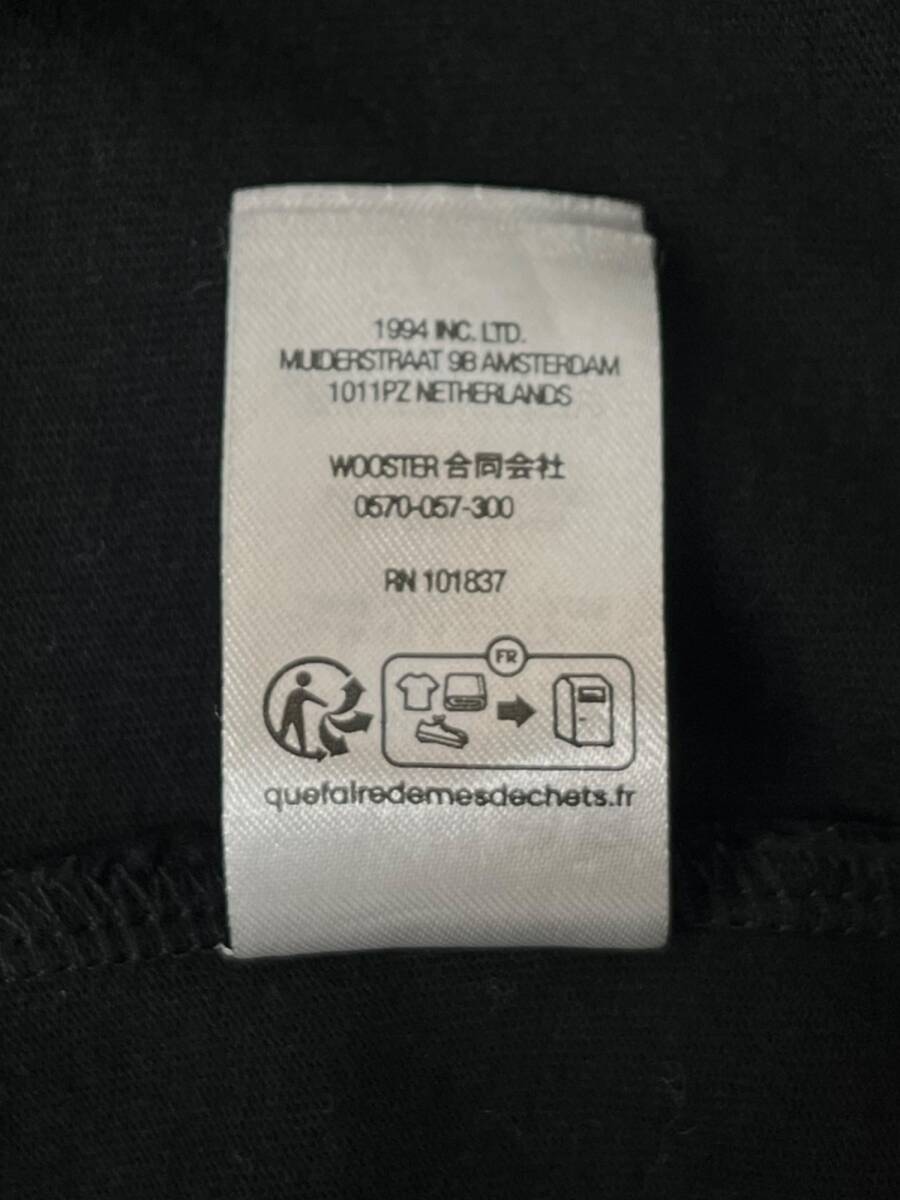 1994 INC. LTD.
MUIDERSTRAAT 9B AMSTERDAM
1011PZ NETHERLANDS
WOOSTER 合同会社
0570-057-300
RN 101837
FR
quefairedemesdechets.fr